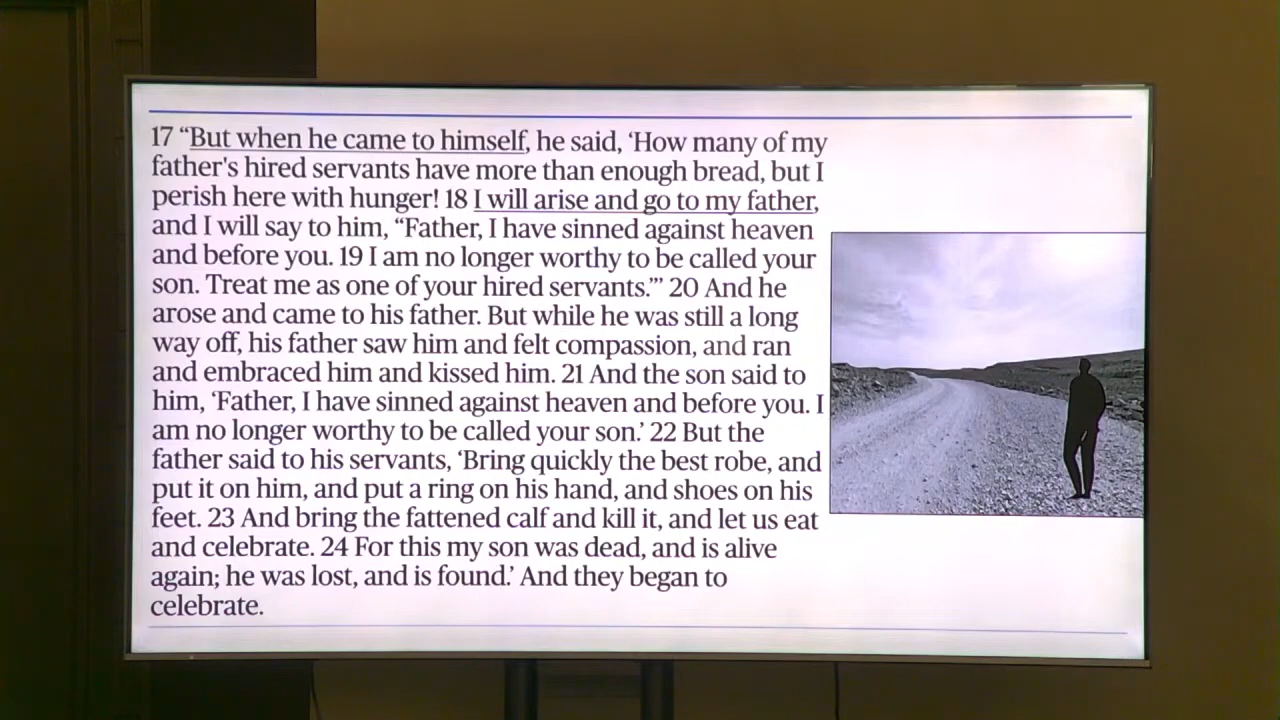 17 “But when he came to himself, he said, ‘How many of my
father's hired servants have more than enough bread, but I
perish here with hunger! 18 I will arise and go to my father,
and I will say to him, “Father, I have sinned against heaven
and before you. 19 I am no longer worthy to be called your
son. Treat me as one of your hired servants.”’ 20 And he
arose and came to his father. But while he was still a long
way off, his father saw him and felt compassion, and ran
and embraced him and kissed him. 21 And the son said to
him, ‘Father, I have sinned against heaven and before you. I
am no longer worthy to be called your son.’ 22 But the
father said to his servants, ‘Bring quickly the best robe, and
put it on him, and put a ring on his hand, and shoes on his
feet. 23 And bring the fattened calf and kill it, and let us eat
and celebrate. 24 For this my son was dead, and is alive
again; he was lost, and is found.’ And they began to
celebrate.